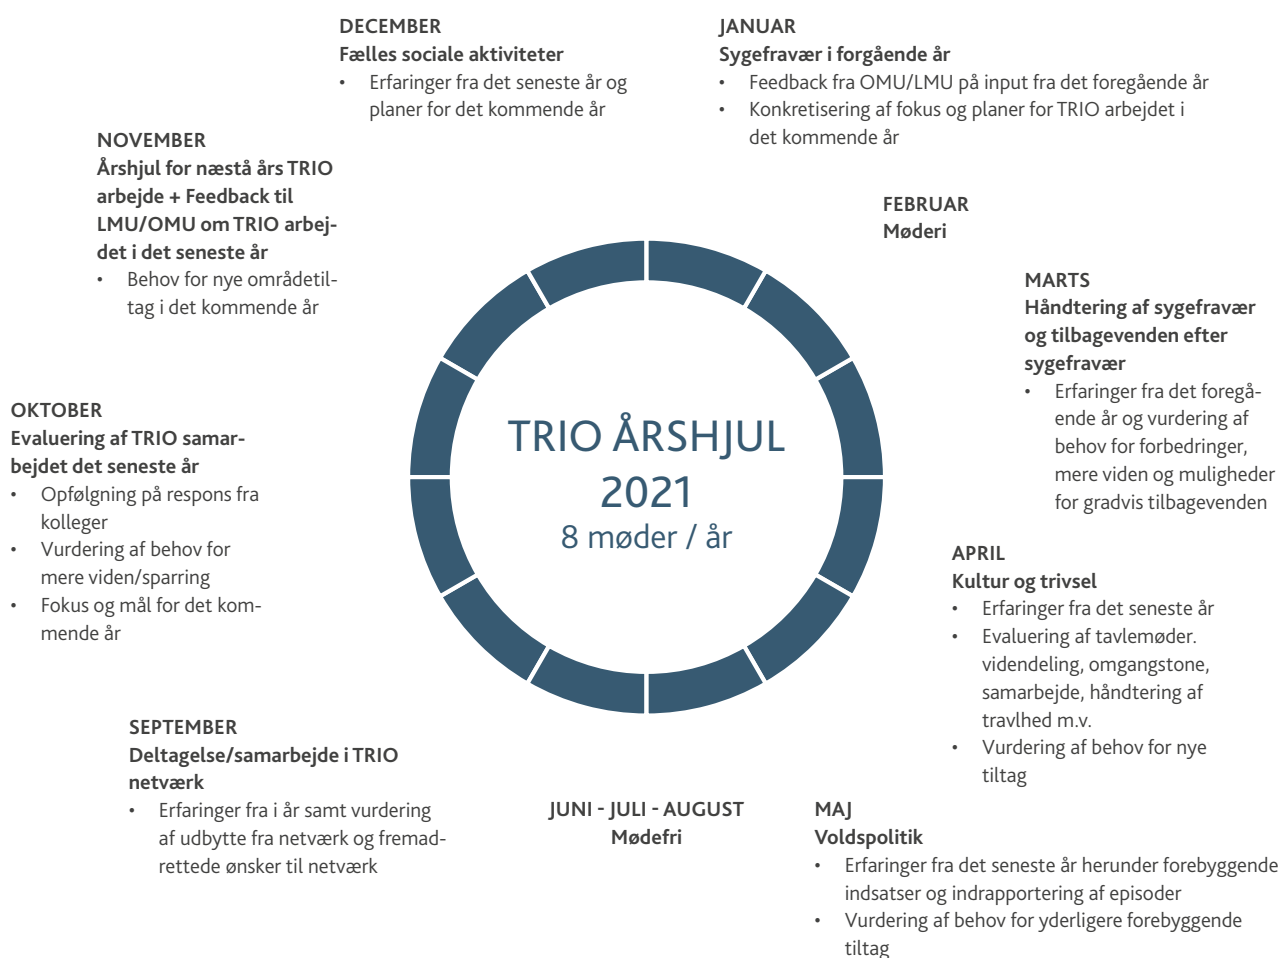 DECEMBER
Fælles sociale aktiviteter
• Erfaringer fra det seneste år og
planer for det kommende år
JANUAR
Sygefravær i forgående år
• Feedback fra OMU/LMU på input fra det foregående år
• Konkretisering af fokus og planer for TRIO arbejdet i
det kommende år
NOVEMBER
Årshjul for næstå års TRIO
arbejde + Feedback til
LMU/OMU om TRIO arbej-
det i det seneste år
• Behov for nye områdetil-
tag i det kommende år
FEBRUAR
Møderi
MARTS
Håndtering af sygefravær
og tilbagevenden efter
sygefravær
• Erfaringer fra det foregå-
ende år og vurdering af
behov for forbedringer,
mere viden og muligheder
for gradvis tilbagevenden
TRIO ÅRSHJUL
2021
8 møder / år
OKTOBER
Evaluering af TRIO samar-
bejdet det seneste år
• Opfølgning på respons fra
kolleger
• Vurdering af behov for
mere viden/sparring
• Fokus og mål for det kom-
mende år
APRIL
Kultur og trivsel
• Erfaringer fra det seneste år
• Evaluering af tavlemøder.
videndeling, omgangstone,
samarbejde, håndtering af
travlhed m.v.
• Vurdering af behov for nye
tiltag
SEPTEMBER
Deltagelse/samarbejde i TRIO
netværk
• Erfaringer fra i år samt vurdering
af udbytte fra netværk og fremad-
rettede ønsker til netværk
JUNI - JULI - AUGUST
Mødefri
MAJ
Voldspolitik
• Erfaringer fra det seneste år herunder forebyggende
indsatser og indrapportering af episoder
• Vurdering af behov for yderligere forebyggende
tiltag